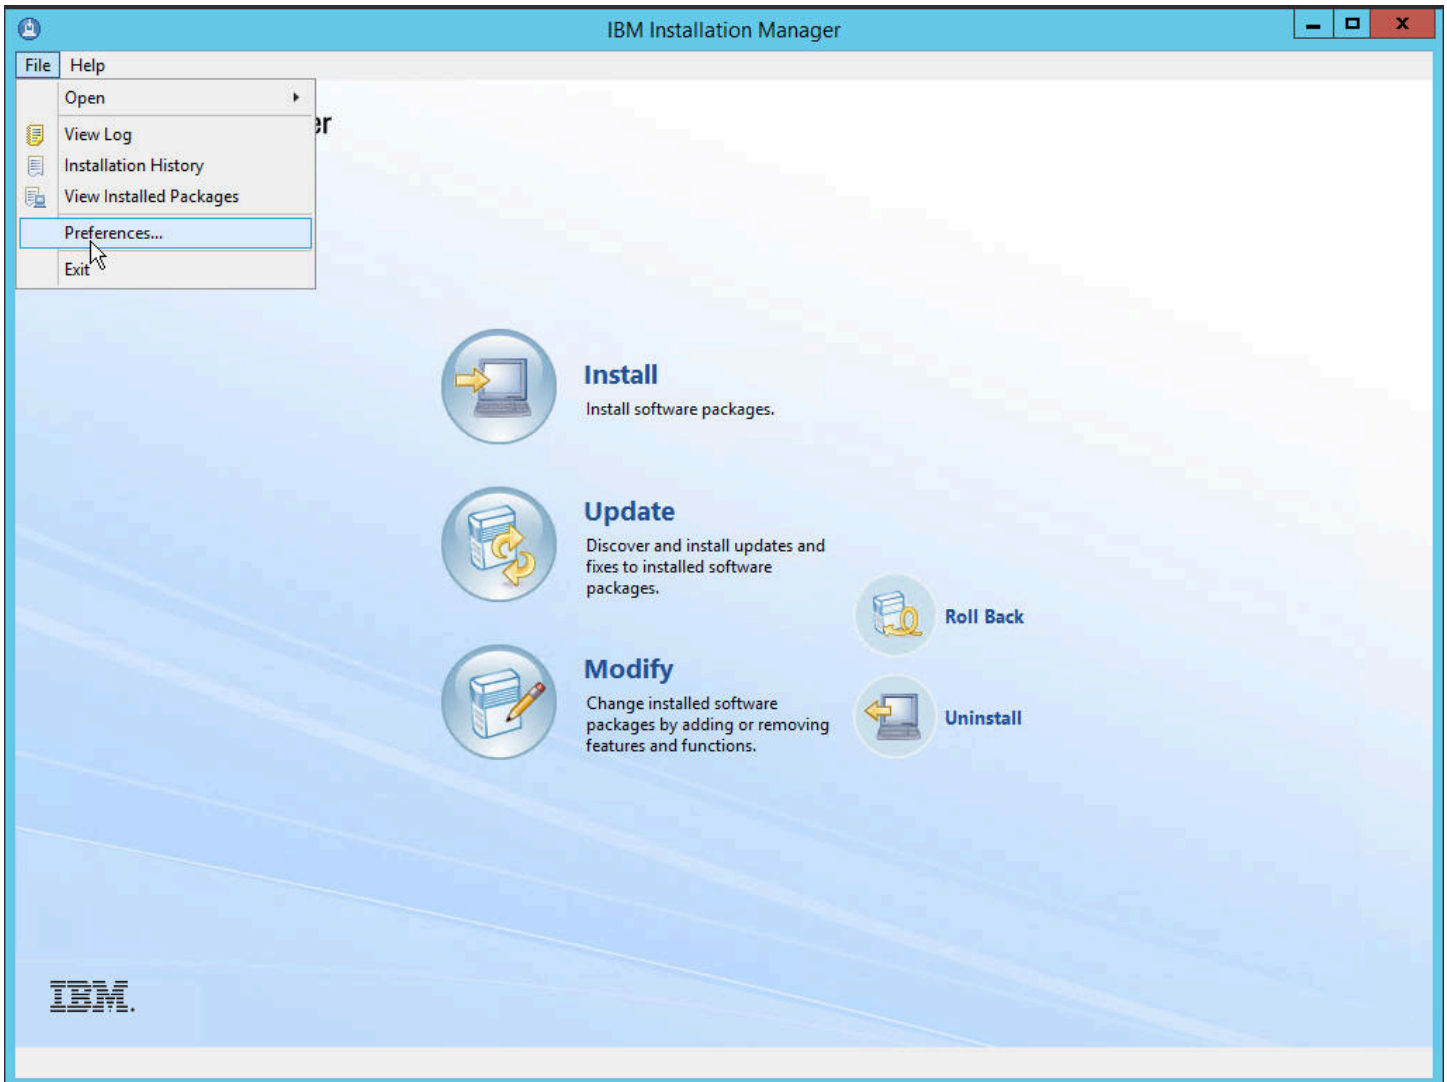 IBM Installation Manager
File Help
Open
er
View Log
Installation History
View Installed Packages
Preferences...
Exit
Install
Install software packages.
Update
Discover and install updates and
fixes to installed software
packages.
Roll Back
Modify
Change installed software
packages by adding or removing
features and functions.
Uninstall
IBM.